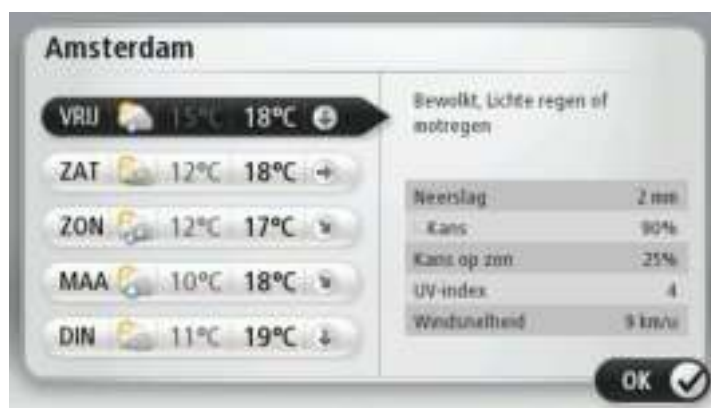 Amsterdam
VRIJ 15°C 18°C
ZAT 12°C 18°C
ZON 12°C 17°C
MAA 10°C 18°C
DIN 11°C 19°C
Bewolkt, Lichte regen of
motregen
Neerslag 2 mm
Kans 90%
Kans op zon 25%
UV-index 4
Windsnelheid 9 km/u
OK